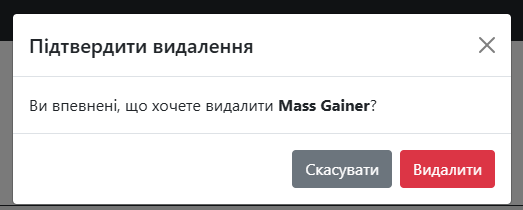 Підтвердити видалення
Ви впевнені, що хочете видалити Mass Gainer?
Скасувати Видалити